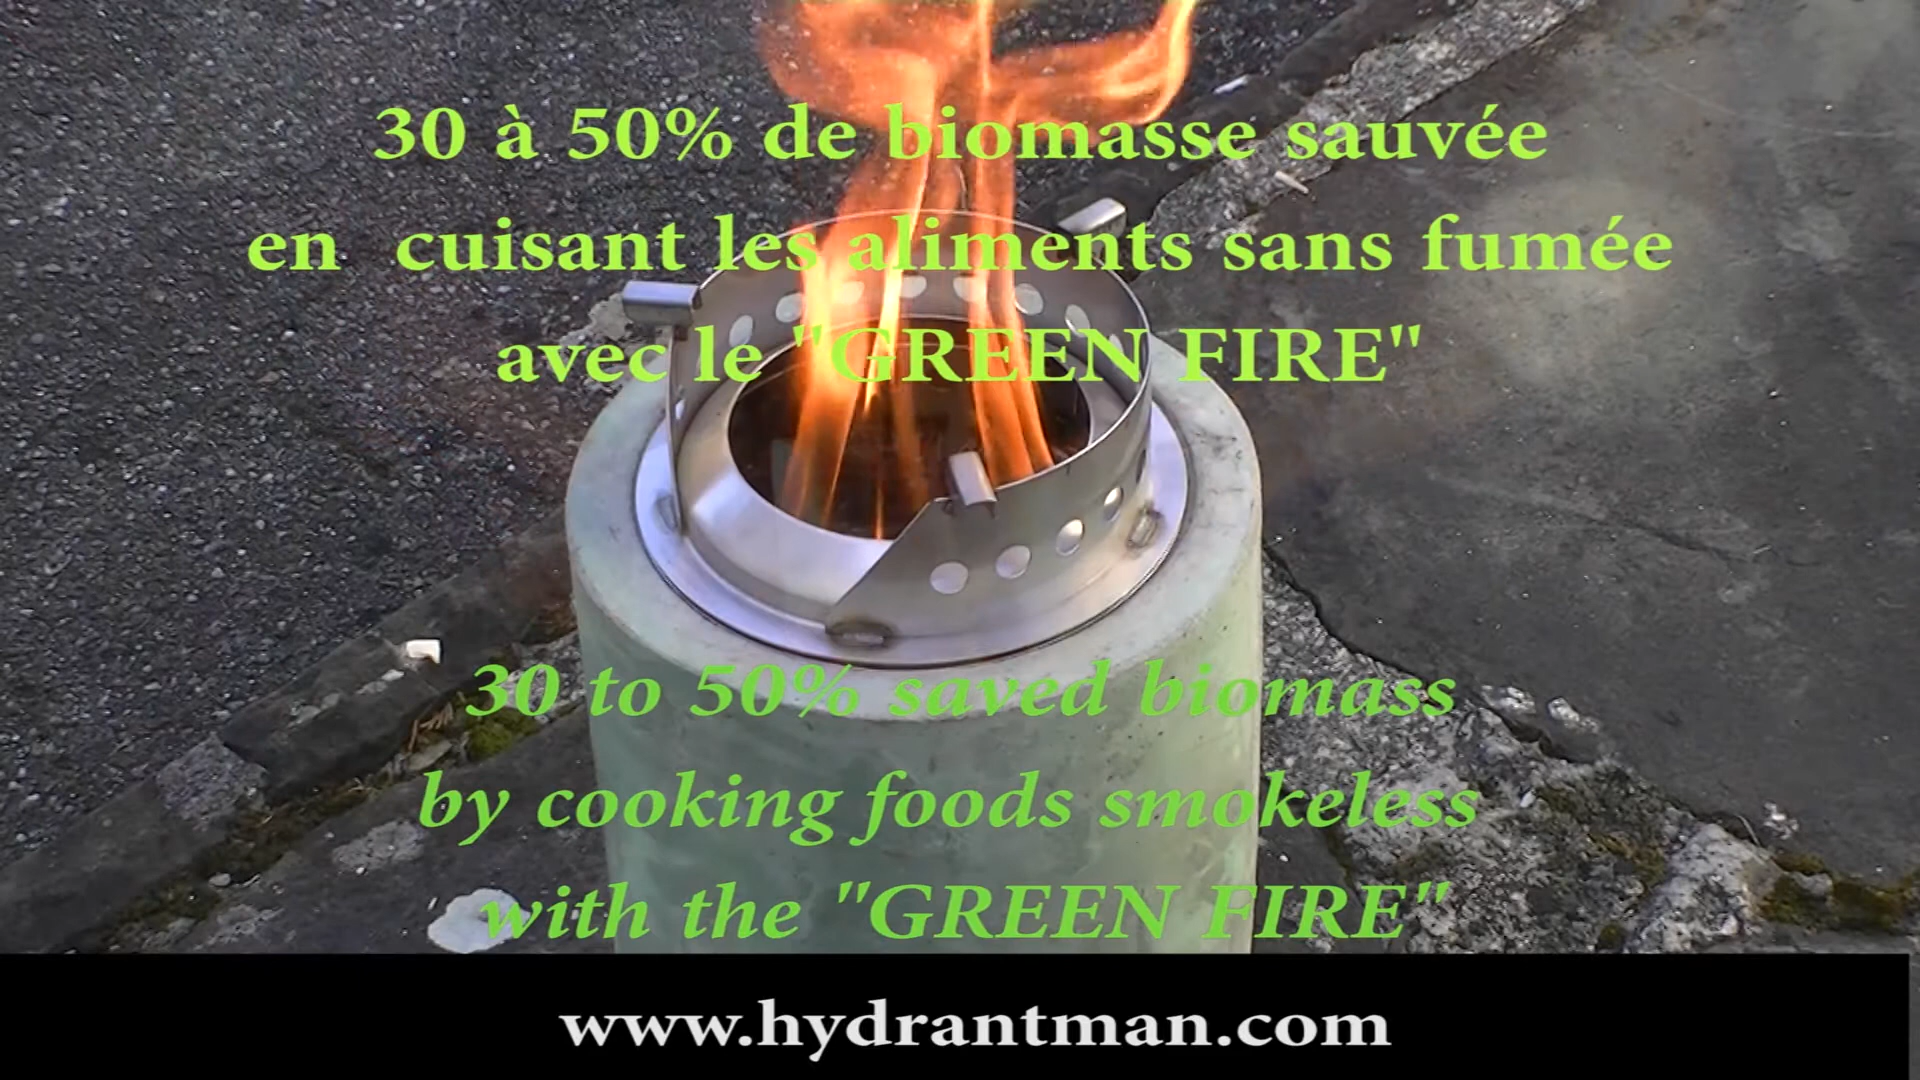 30 à 50% de biomasse sauvée
en cuisant les aliments sans fumée
avec le "GREEN FIRE"
30 to 50% saved biomass
by cooking foods smokeless
with the "GREEN FIRE"
www.hydrantman.com